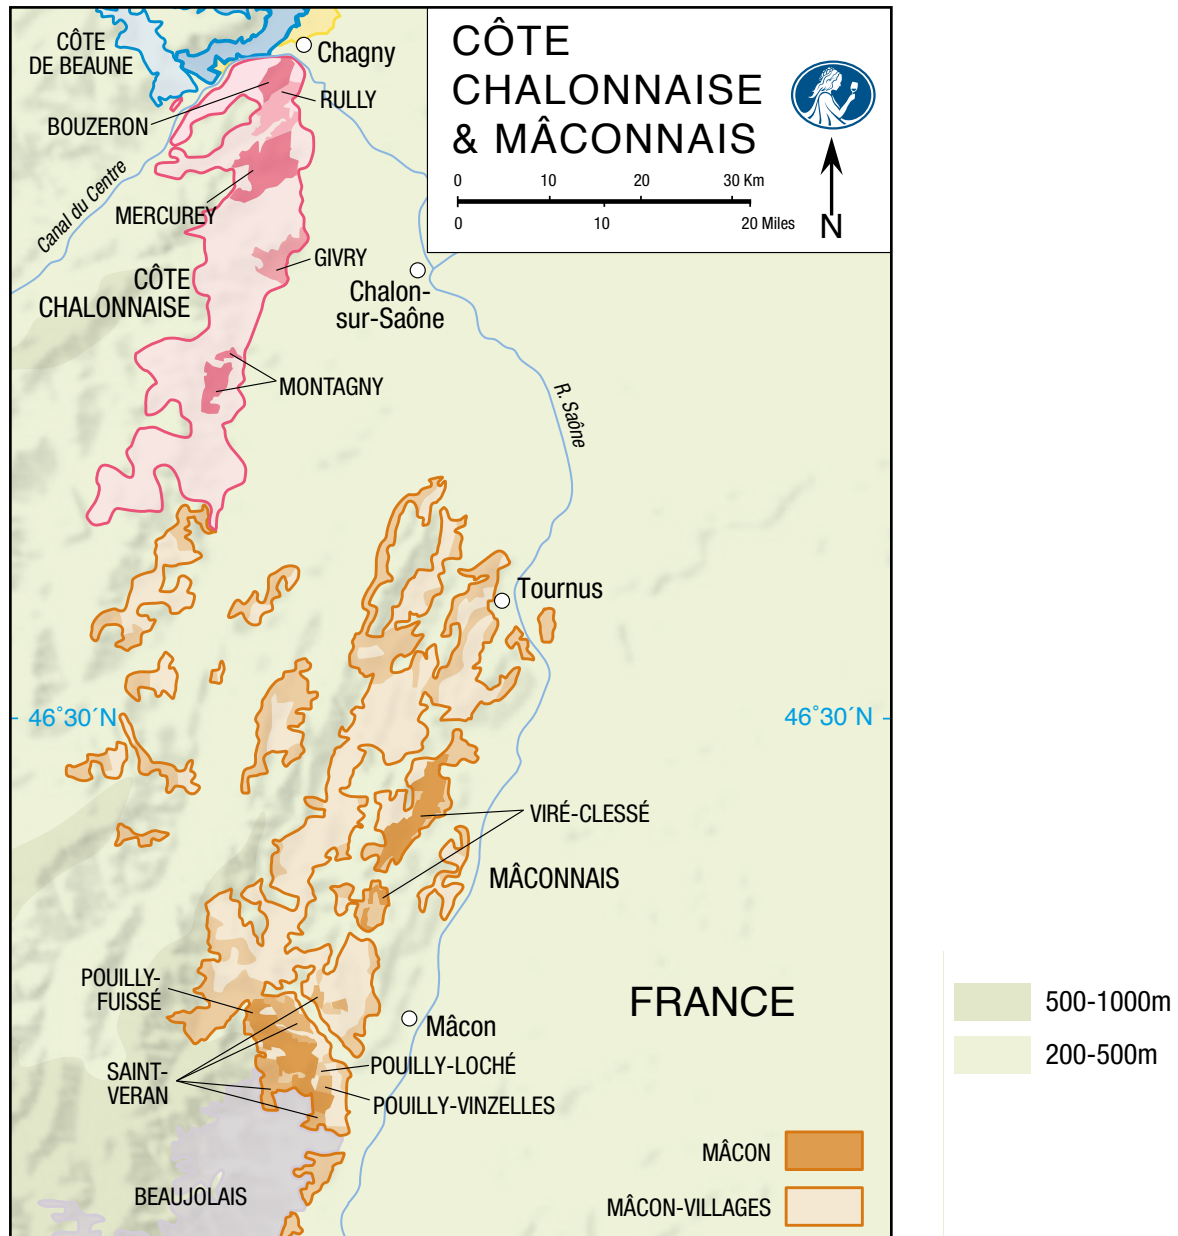 CÔTE
CHALONNAISE
& MÂCONNAIS
0 10 20 30 Km
0 10 20 Miles
N
CÔTE
DE BEAUNE
Chagny
RULLY
BOUZERON
Canal du Centre
MERCUREY
GIVRY
CÔTE
CHALONNAISE
Chalon-
sur-Saône
MONTAGNY
R. Saône
Tournus
46°30´N
46°30´N
VIRÉ-CLESSÉ
MÂCONNAIS
POUILLY-
FUISSÉ
FRANCE
Mâcon
SAINT-
VERAN
POUILLY-LOCHÉ
POUILLY-VINZELLES
BEAUJOLAIS
MÂCON
MÂCON-VILLAGES
500-1000m
200-500m